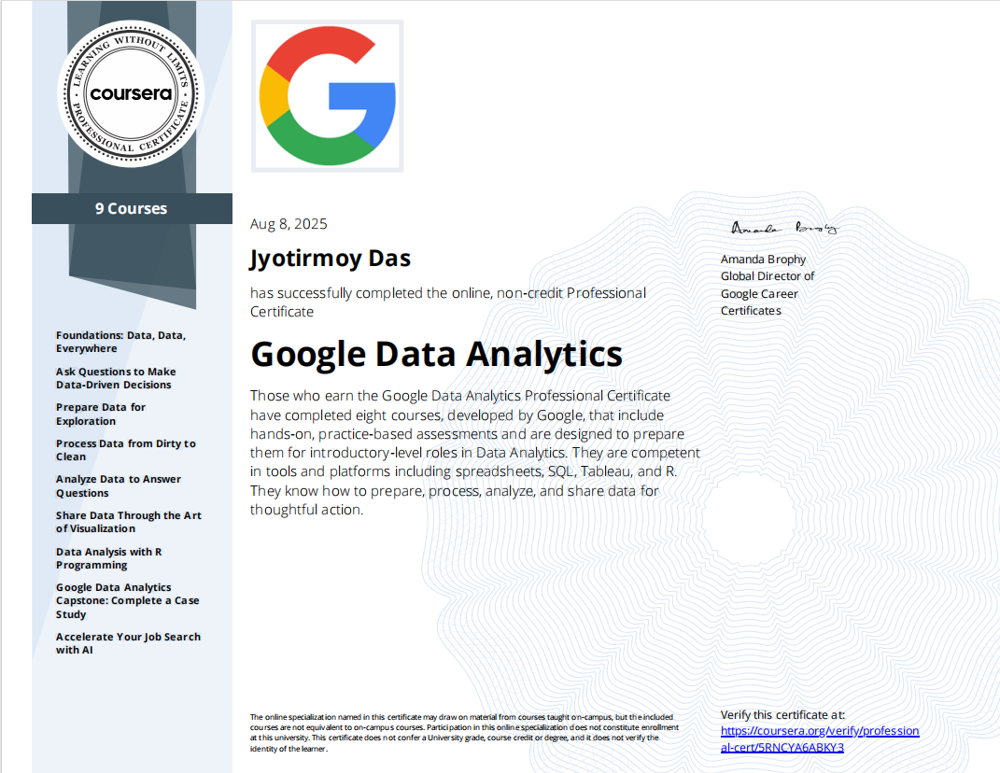 LEARNING WITHOUT LIMITS
coursera
PROFESSIONAL CERTIFICATE
9 Courses
Foundations: Data, Data,
Everywhere
Ask Questions to Make
Data-Driven Decisions
Prepare Data for
Exploration
Process Data from Dirty to
Clean
Analyze Data to Answer
Questions
Share Data Through the Art
of Visualization
Data Analysis with R
Programming
Google Data Analytics
Capstone: Complete a Case
Study
Accelerate Your Job Search
with AI
Aug 8, 2025
Jyotirmoy Das
has successfully completed the online, non-credit Professional
Certificate
Google Data Analytics
Those who earn the Google Data Analytics Professional Certificate
have completed eight courses, developed by Google, that include
hands-on, practice-based assessments and are designed to prepare
them for introductory-level roles in Data Analytics. They are competent
in tools and platforms including spreadsheets, SQL, Tableau, and R.
They know how to prepare, process, analyze, and share data for
thoughtful action.
Amanda Brophy
Amanda Brophy
Global Director of
Google Career
Certificates
The online specialization named in this certificate may draw on material from courses taught on-campus, but the included
courses are not equivalent to on-campus courses. Participation in this online specialization does not constitute enrollment
at this university. This certificate does not confer a University grade, course credit or degree, and it does not verify the
identity of the learner.
Verify this certificate at:
https://coursera.org/verify/profession
al-cert/5RNCYA6ABKY3